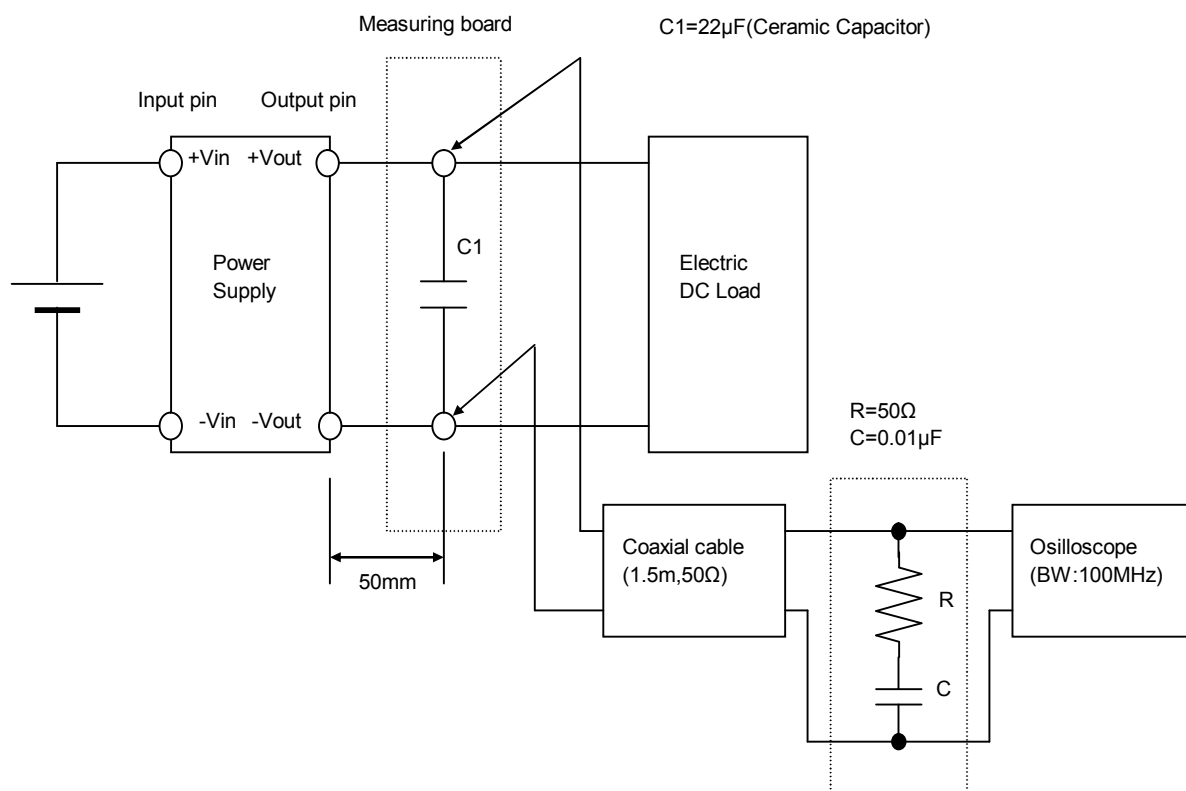 Measuring board
C1=22µF(Ceramic Capacitor)
Input pin
Output pin
+Vin
+Vout
C1
Power
Supply
Electric
DC Load
-Vin
-Vout
R=50Ω
C=0.01µF
50mm
Coaxial cable
(1.5m,50Ω)
R
C
Osilloscope
(BW:100MHz)